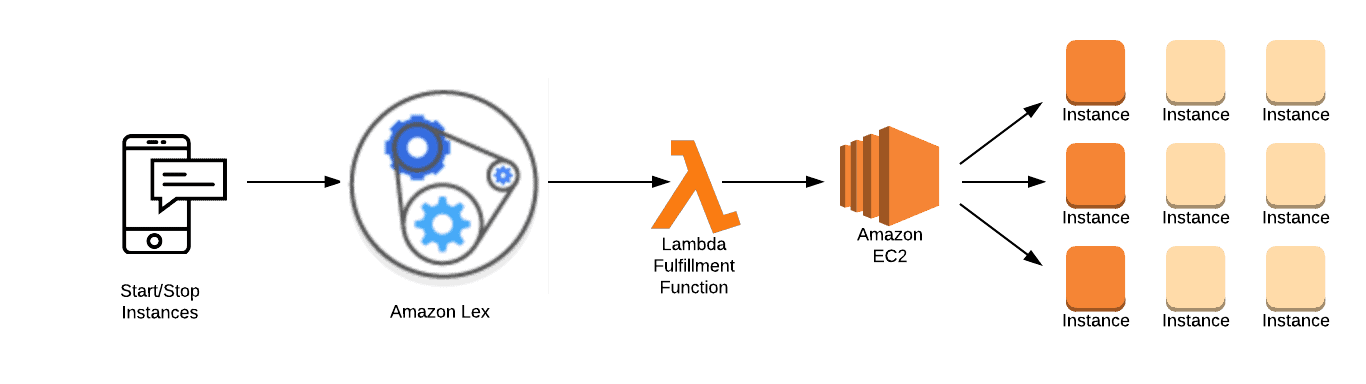 Start/Stop
Instances
Amazon Lex
Lambda
Fulfillment
Function
Amazon
EC2
Instance Instance Instance
Instance Instance Instance
Instance Instance Instance